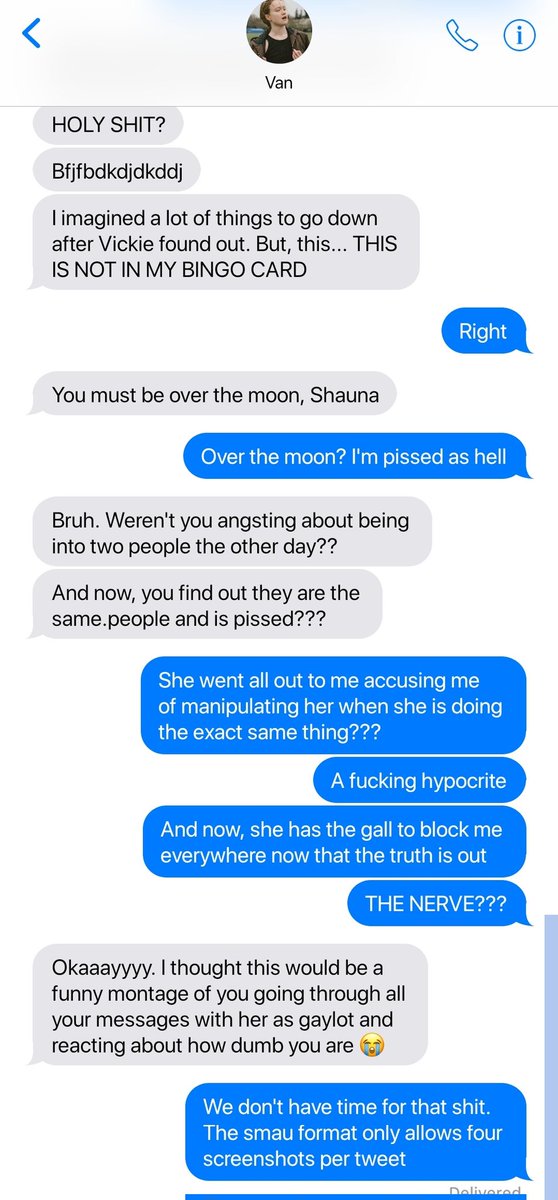 Van
HOLY SHIT?
Bfjfbdkdjdkddj
I imagined a lot of things to go down
after Vickie found out. But, this... THIS
IS NOT IN MY BINGO CARD
Right
You must be over the moon, Shauna
Over the moon? I'm pissed as hell
Bruh. Weren't you angsting about being
into two people the other day??
And now, you find out they are the
same.people and is pissed???
She went all out to me accusing me
of manipulating her when she is doing
the exact same thing???
A fucking hypocrite
And now, she has the gall to block me
everywhere now that the truth is out
THE NERVE???
Okaaayyyy. I thought this would be a
funny montage of you going through all
your messages with her as gaylot and
reacting about how dumb you are 😭
We don't have time for that shit.
The smau format only allows four
screenshots per tweet
Delivered